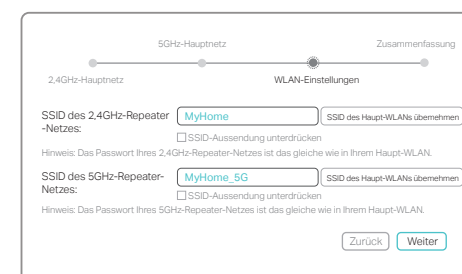 5GHz-Hauptnetz Zusammenfassung
2,4GHz-Hauptnetz WLAN-Einstellungen
SSID des 2,4GHz-Repeater MyHome SSID des Haupt-WLANs übernehmen
-Netzes:
SSID-Aussendung unterdrücken
Hinweis: Das Passwort Ihres 2,4GHz-Repeater-Netzes ist das gleiche wie in Ihrem Haupt-WLAN.
SSID des 5GHz-Repeater- MyHome_5G SSID des Haupt-WLANs übernehmen
Netzes:
SSID-Aussendung unterdrücken
Hinweis: Das Passwort Ihres 5GHz-Repeater-Netzes ist das gleiche wie in Ihrem Haupt-WLAN.
Zurück Weiter